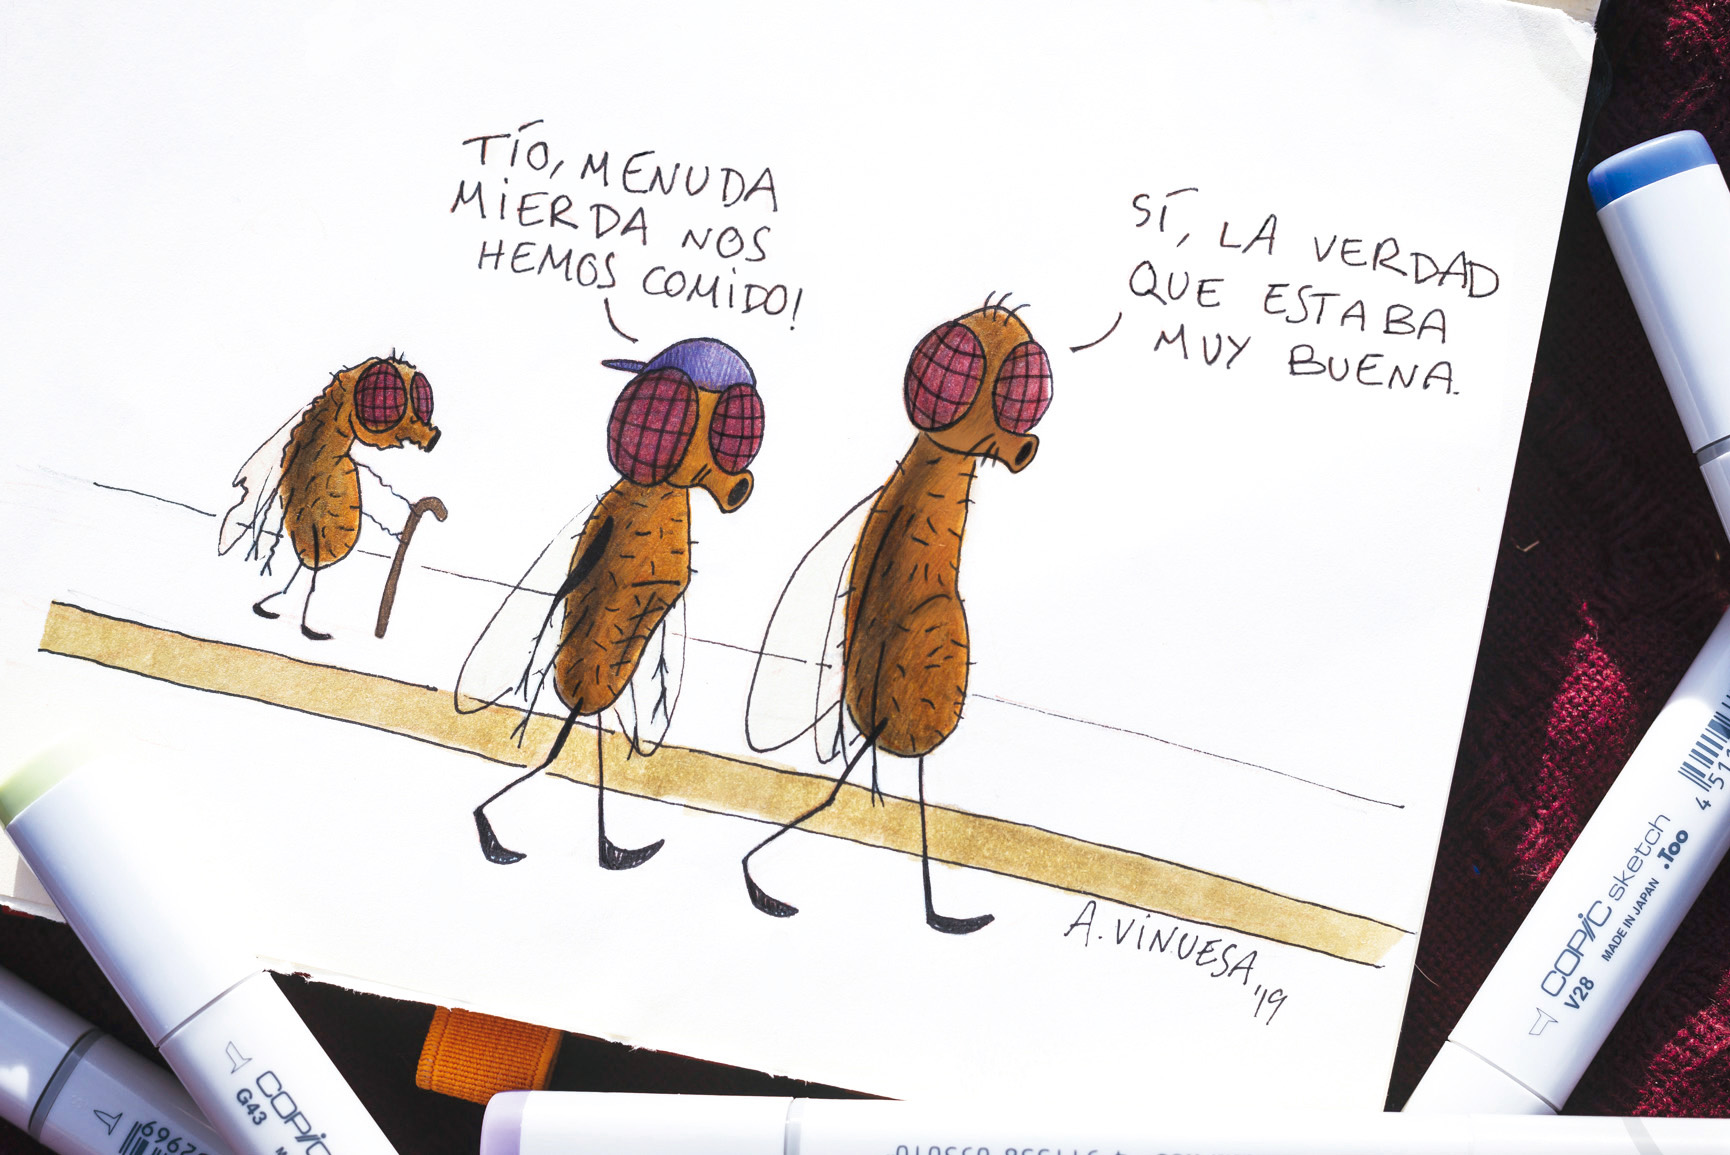 TÍO, MENUDA
MIERDA NOS
HEMOS COMIDO!
SÍ, LA VERDAD
QUE ESTABA
MUY BUENA.
A. VINUESA
'19
COPIC sketch
MADE IN JAPAN .Too
V28
COPIC
G43